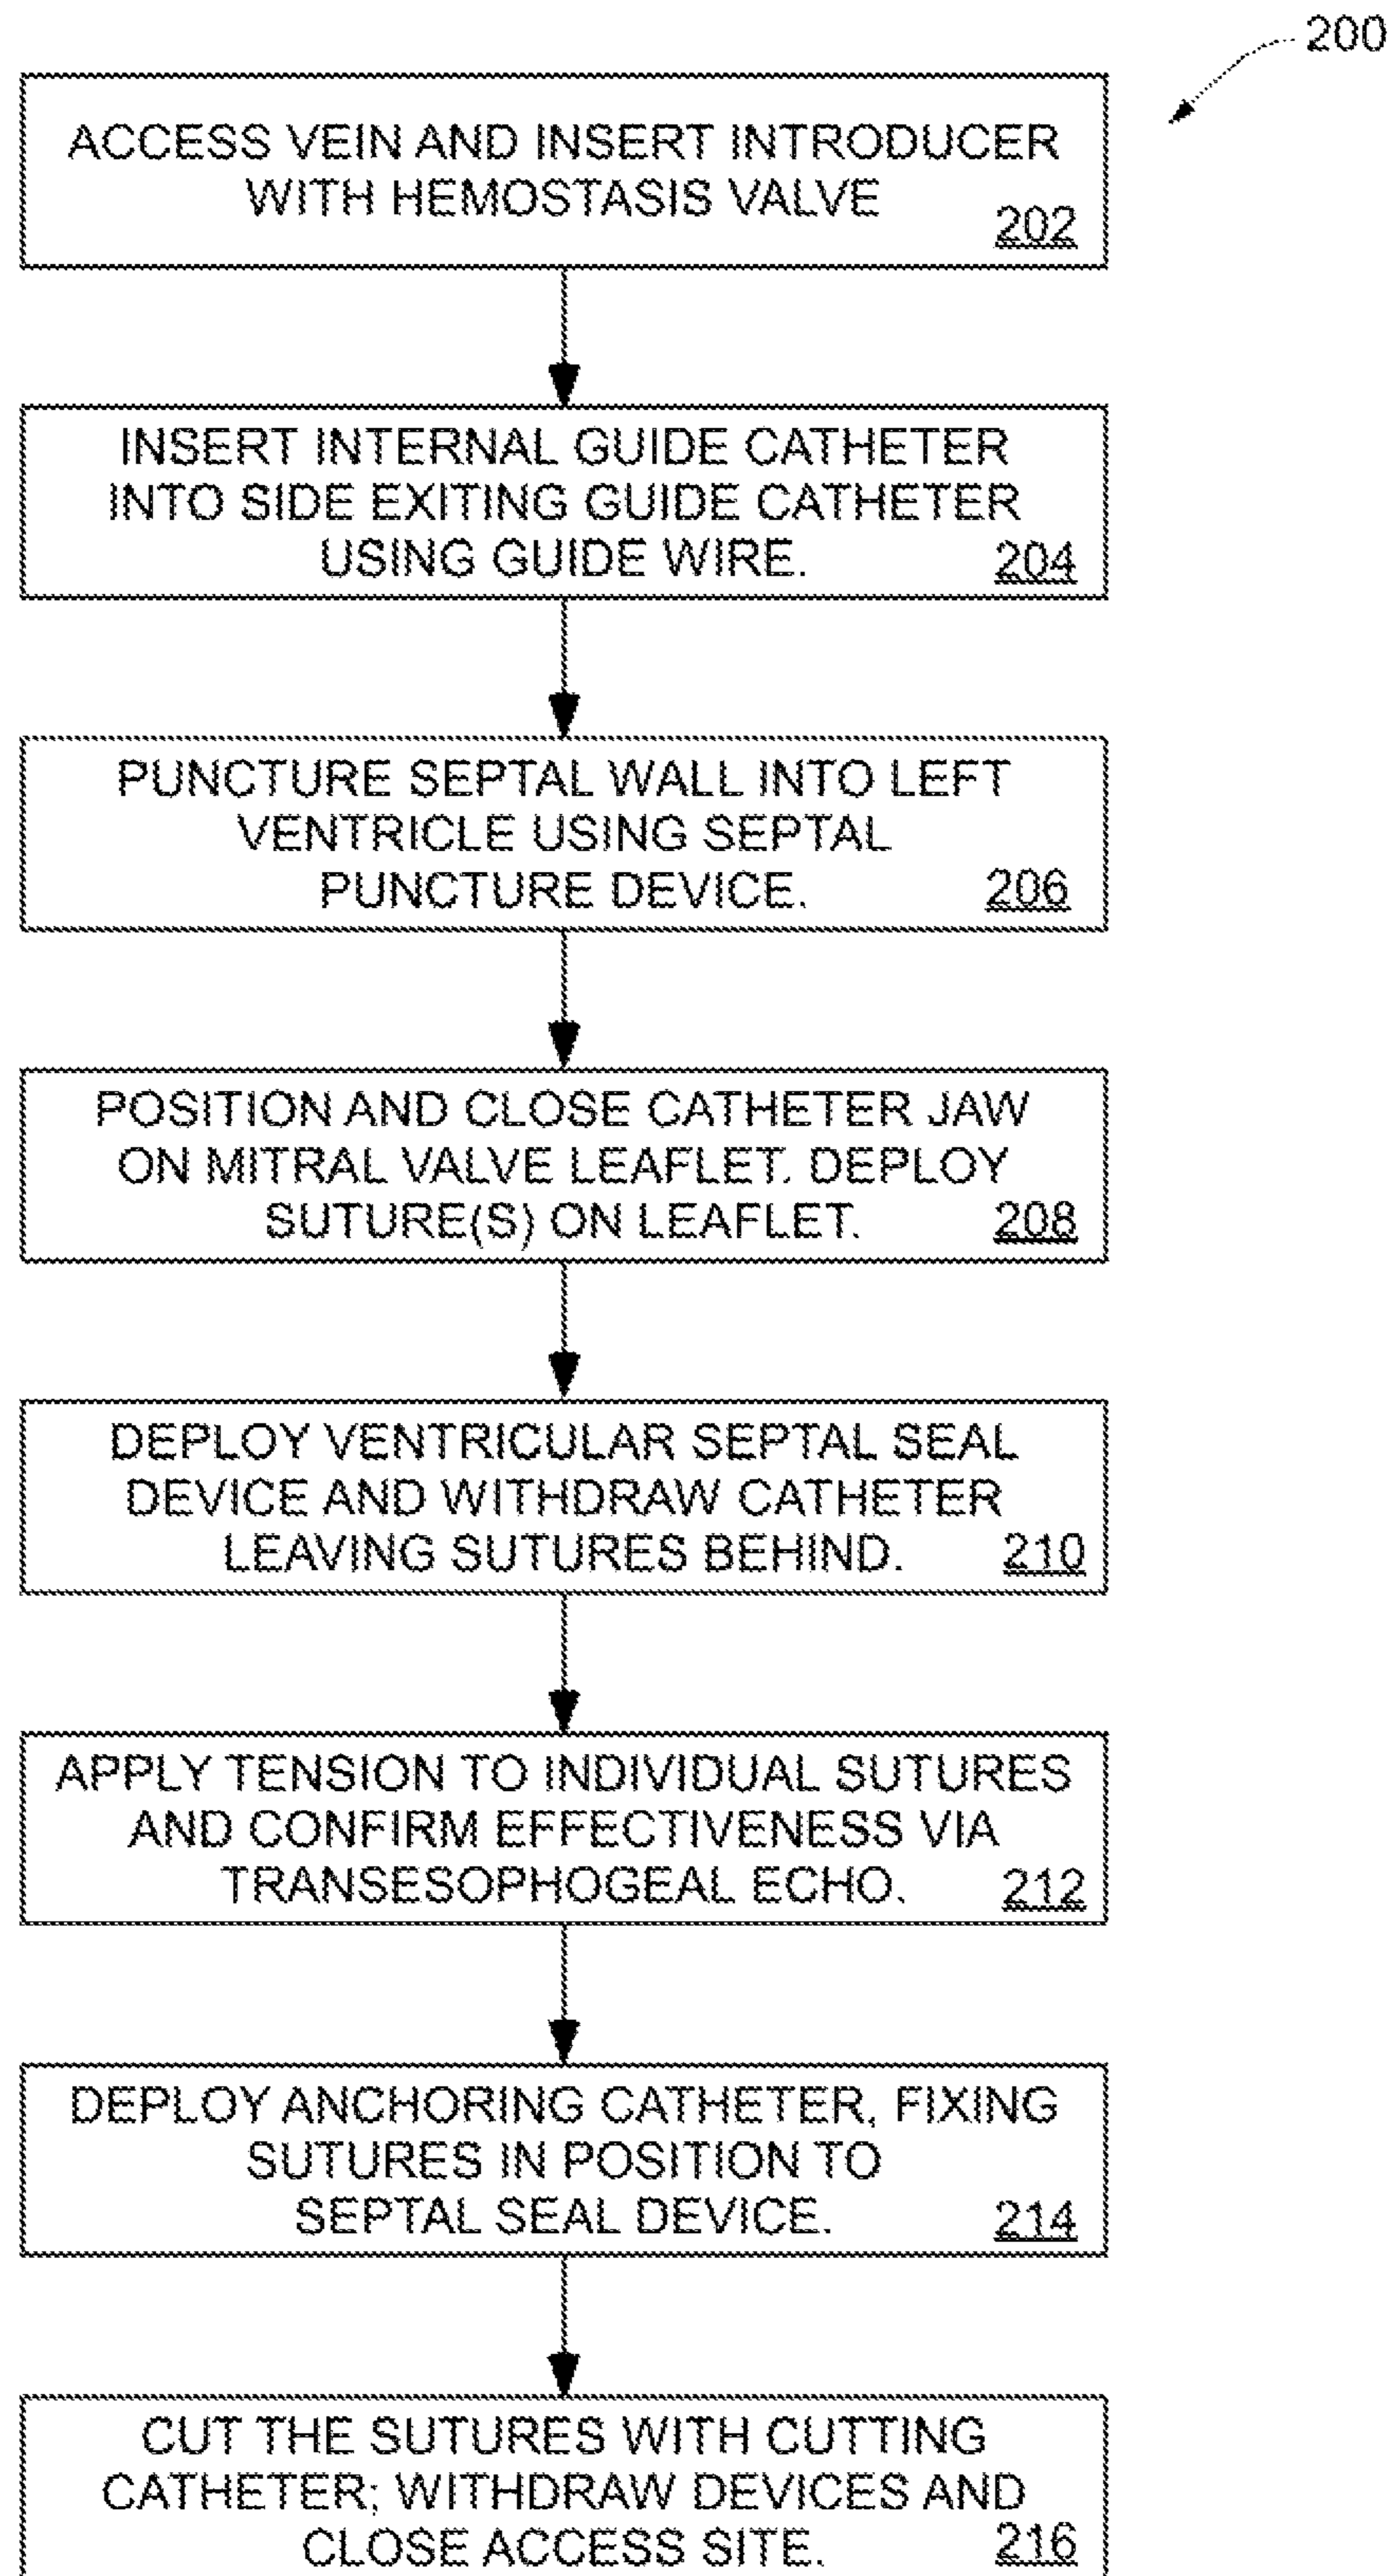 200
ACCESS VEIN AND INSERT INTRODUCER
WITH HEMOSTASIS VALVE
202
INSERT INTERNAL GUIDE CATHETER
INTO SIDE EXITING GUIDE CATHETER
USING GUIDE WIRE.
204
PUNCTURE SEPTAL WALL INTO LEFT
VENTRICLE USING SEPTAL
PUNCTURE DEVICE.
206
POSITION AND CLOSE CATHETER JAW
ON MITRAL VALVE LEAFLET. DEPLOY
SUTURE(S) ON LEAFLET.
208
DEPLOY VENTRICULAR SEPTAL SEAL
DEVICE AND WITHDRAW CATHETER
LEAVING SUTURES BEHIND.
210
APPLY TENSION TO INDIVIDUAL SUTURES
AND CONFIRM EFFECTIVENESS VIA
TRANSESOPHOGEAL ECHO.
212
DEPLOY ANCHORING CATHETER, FIXING
SUTURES IN POSITION TO
SEPTAL SEAL DEVICE.
214
CUT THE SUTURES WITH CUTTING
CATHETER; WITHDRAW DEVICES AND
CLOSE ACCESS SITE.
216